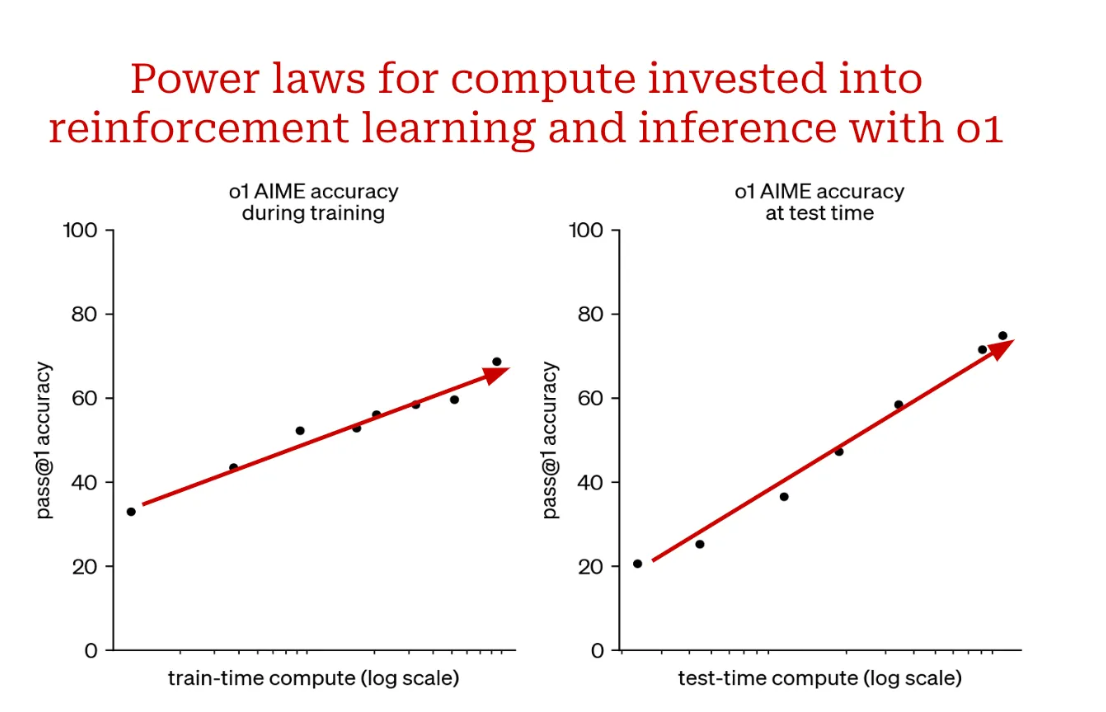 Power laws for compute invested into
reinforcement learning and inference with o1
o1 AIME accuracy
during training
100
80
60
40
20
0
pass@1 accuracy
train-time compute (log scale)
o1 AIME accuracy
at test time
100
80
60
40
20
0
pass@1 accuracy
test-time compute (log scale)